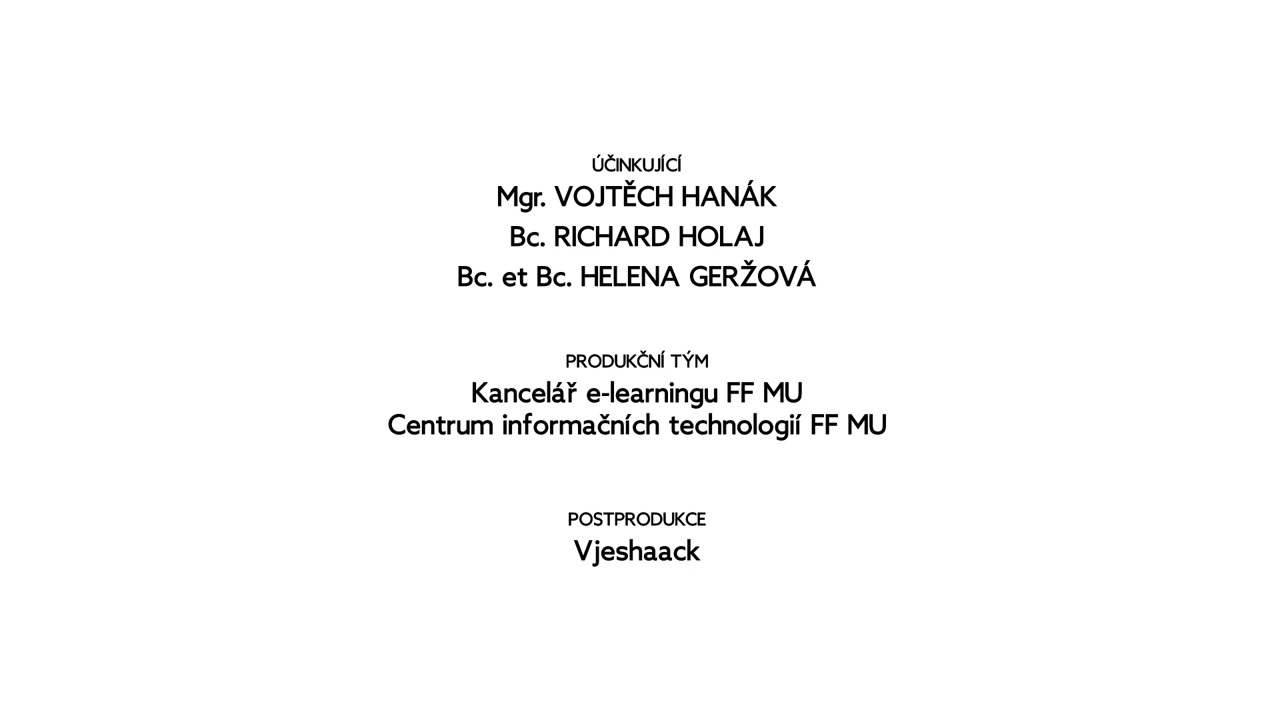 ÚČINKUJÍCÍ
Mgr. VOJTĚCH HANÁK
Bc. RICHARD HOLAJ
Bc. et Bc. HELENA GERŽOVÁ
PRODUKČNÍ TÝM
Kancelář e-learningu FF MU
Centrum informačních technologií FF MU
POSTPRODUKCE
Vjeshaack